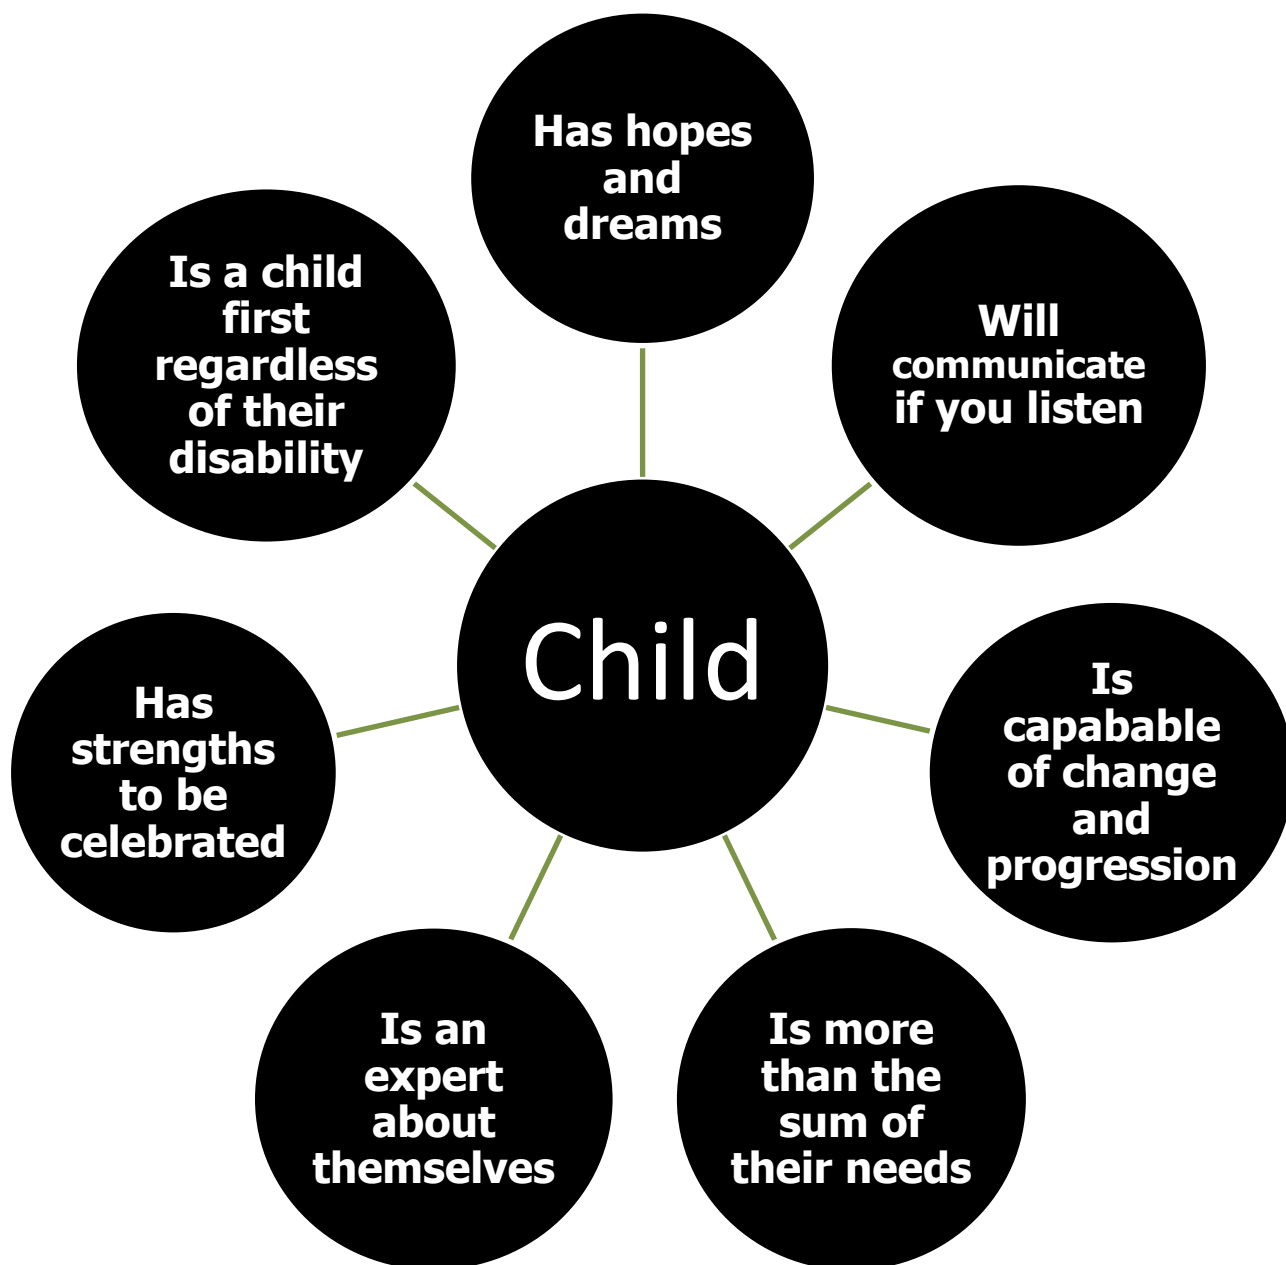 Has hopes
and
dreams
Will
communicate
if you listen
Is
capabable
of change
and
progression
Is more
than the
sum of
their needs
Is an
expert
about
themselves
Has
strengths
to be
celebrated
Is a child
first
regardless
of their
disability
Child